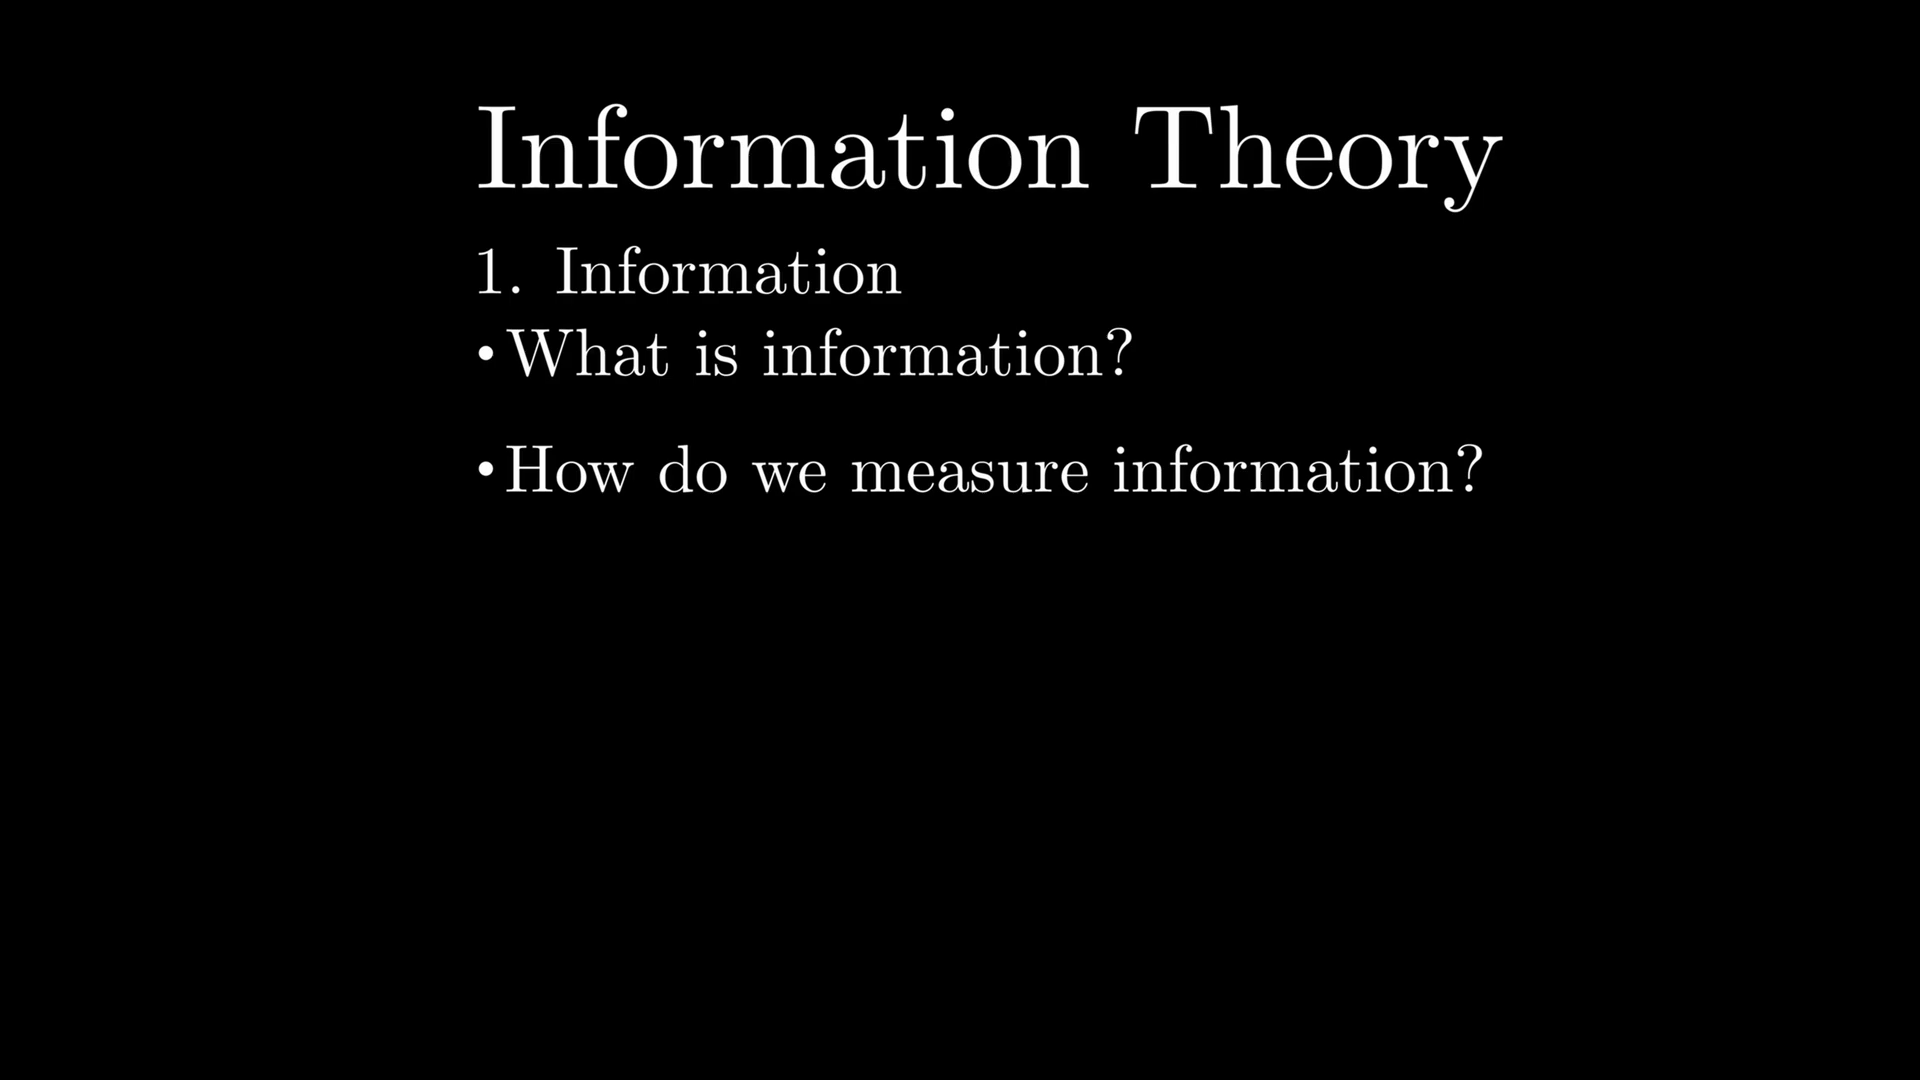 Information Theory
1. Information
•What is information?
•How do we measure information?